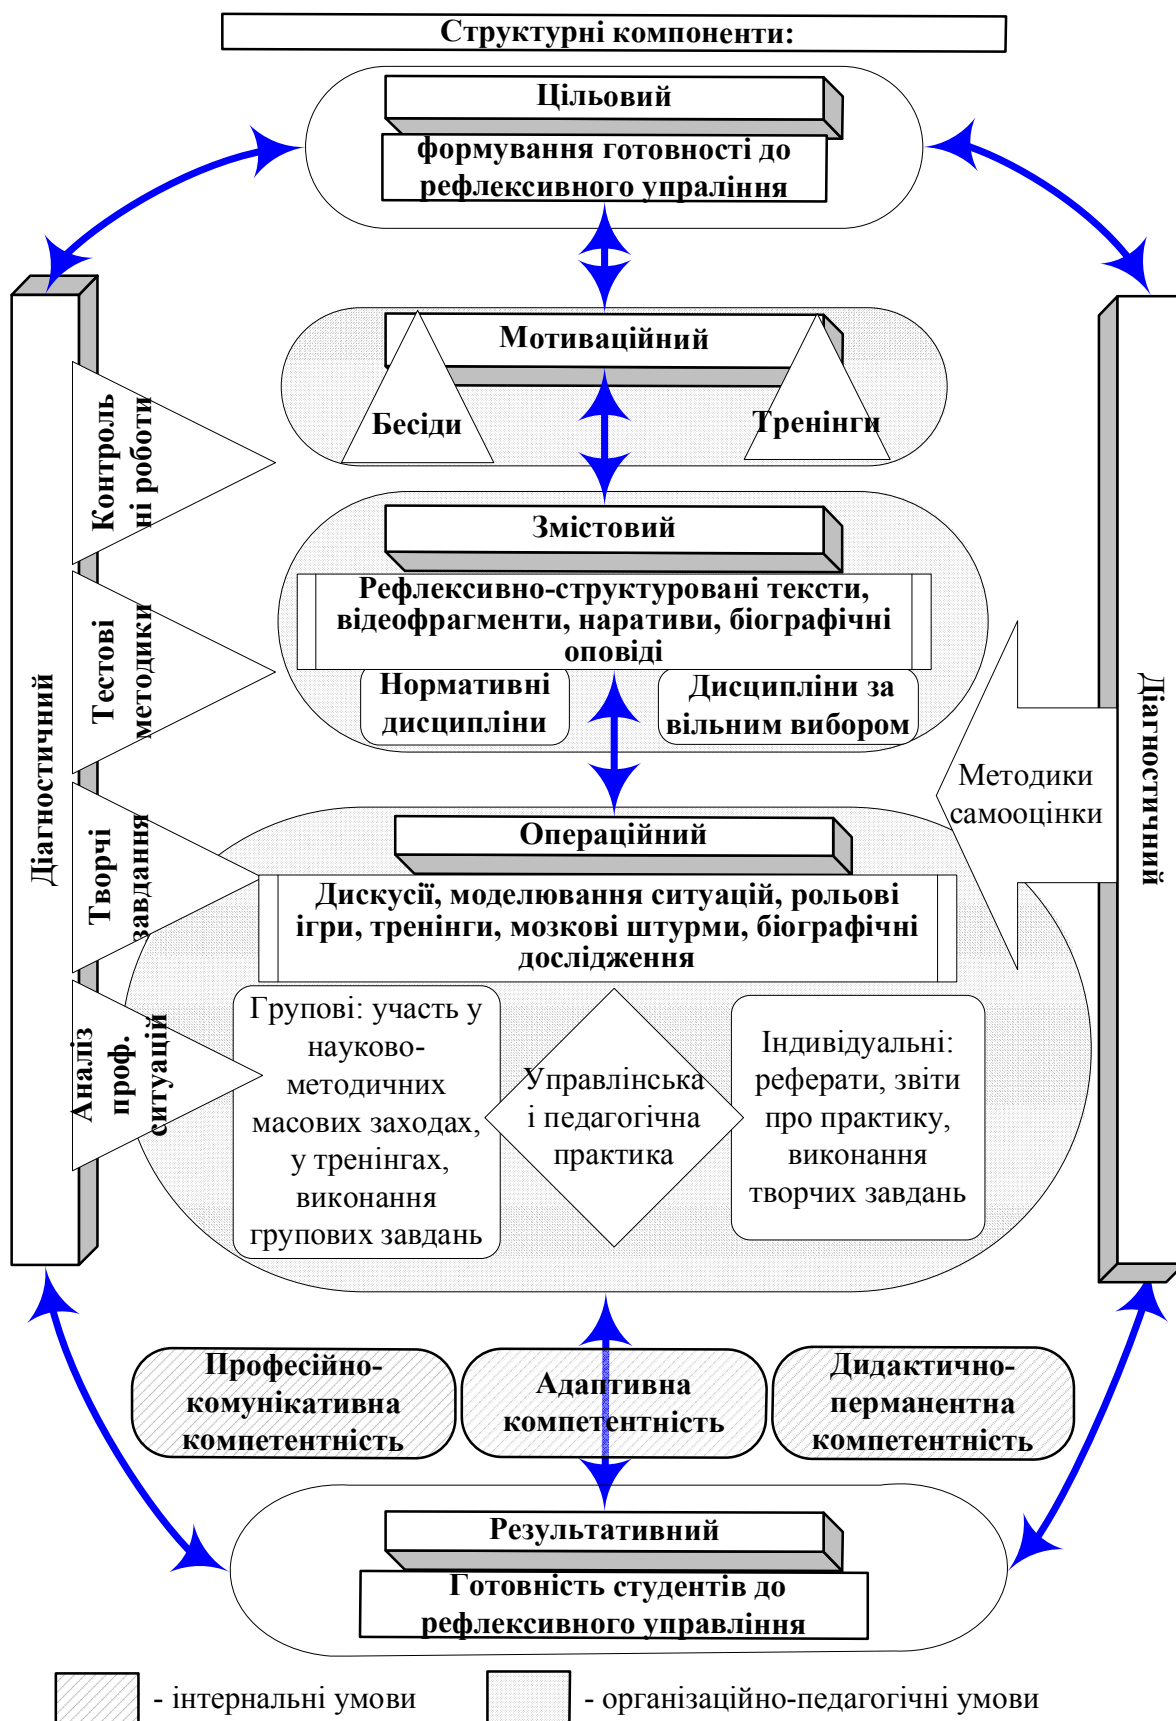 Структурні компоненти:
Цільовий
формування готовності до
рефлексивного упраління
Мотиваційний
Бесіди
Тренінги
Змістовий
Рефлексивно-структуровані тексти,
відеофрагменти, наративи, біографічні
оповіді
Нормативні
дисципліни
Дисципліни за
вільним вибором
Операційний
Дискусії, моделювання ситуацій, рольові
ігри, тренінги, мозкові штурми, біографічні
дослідження
Групові: участь у
науково-
методичних
масових заходах,
у тренінгах,
виконання
групових завдань
Управлінська
і педагогічна
практика
Індивідуальні:
реферати, звіти
про практику,
виконання
творчих завдань
Діагностичний
Контроль
ні роботи
Тестові
методики
Творчі
завдання
Аналіз
проф.
ситуацій
Діагностичний
Методики
самооцінки
Професійно-
комунікативна
компетентність
Адаптивна
компетентність
Дидактично-
перманентна
компетентність
Результативний
Готовність студентів до
рефлексивного управління
- інтернальні умови
- організаційно-педагогічні умови